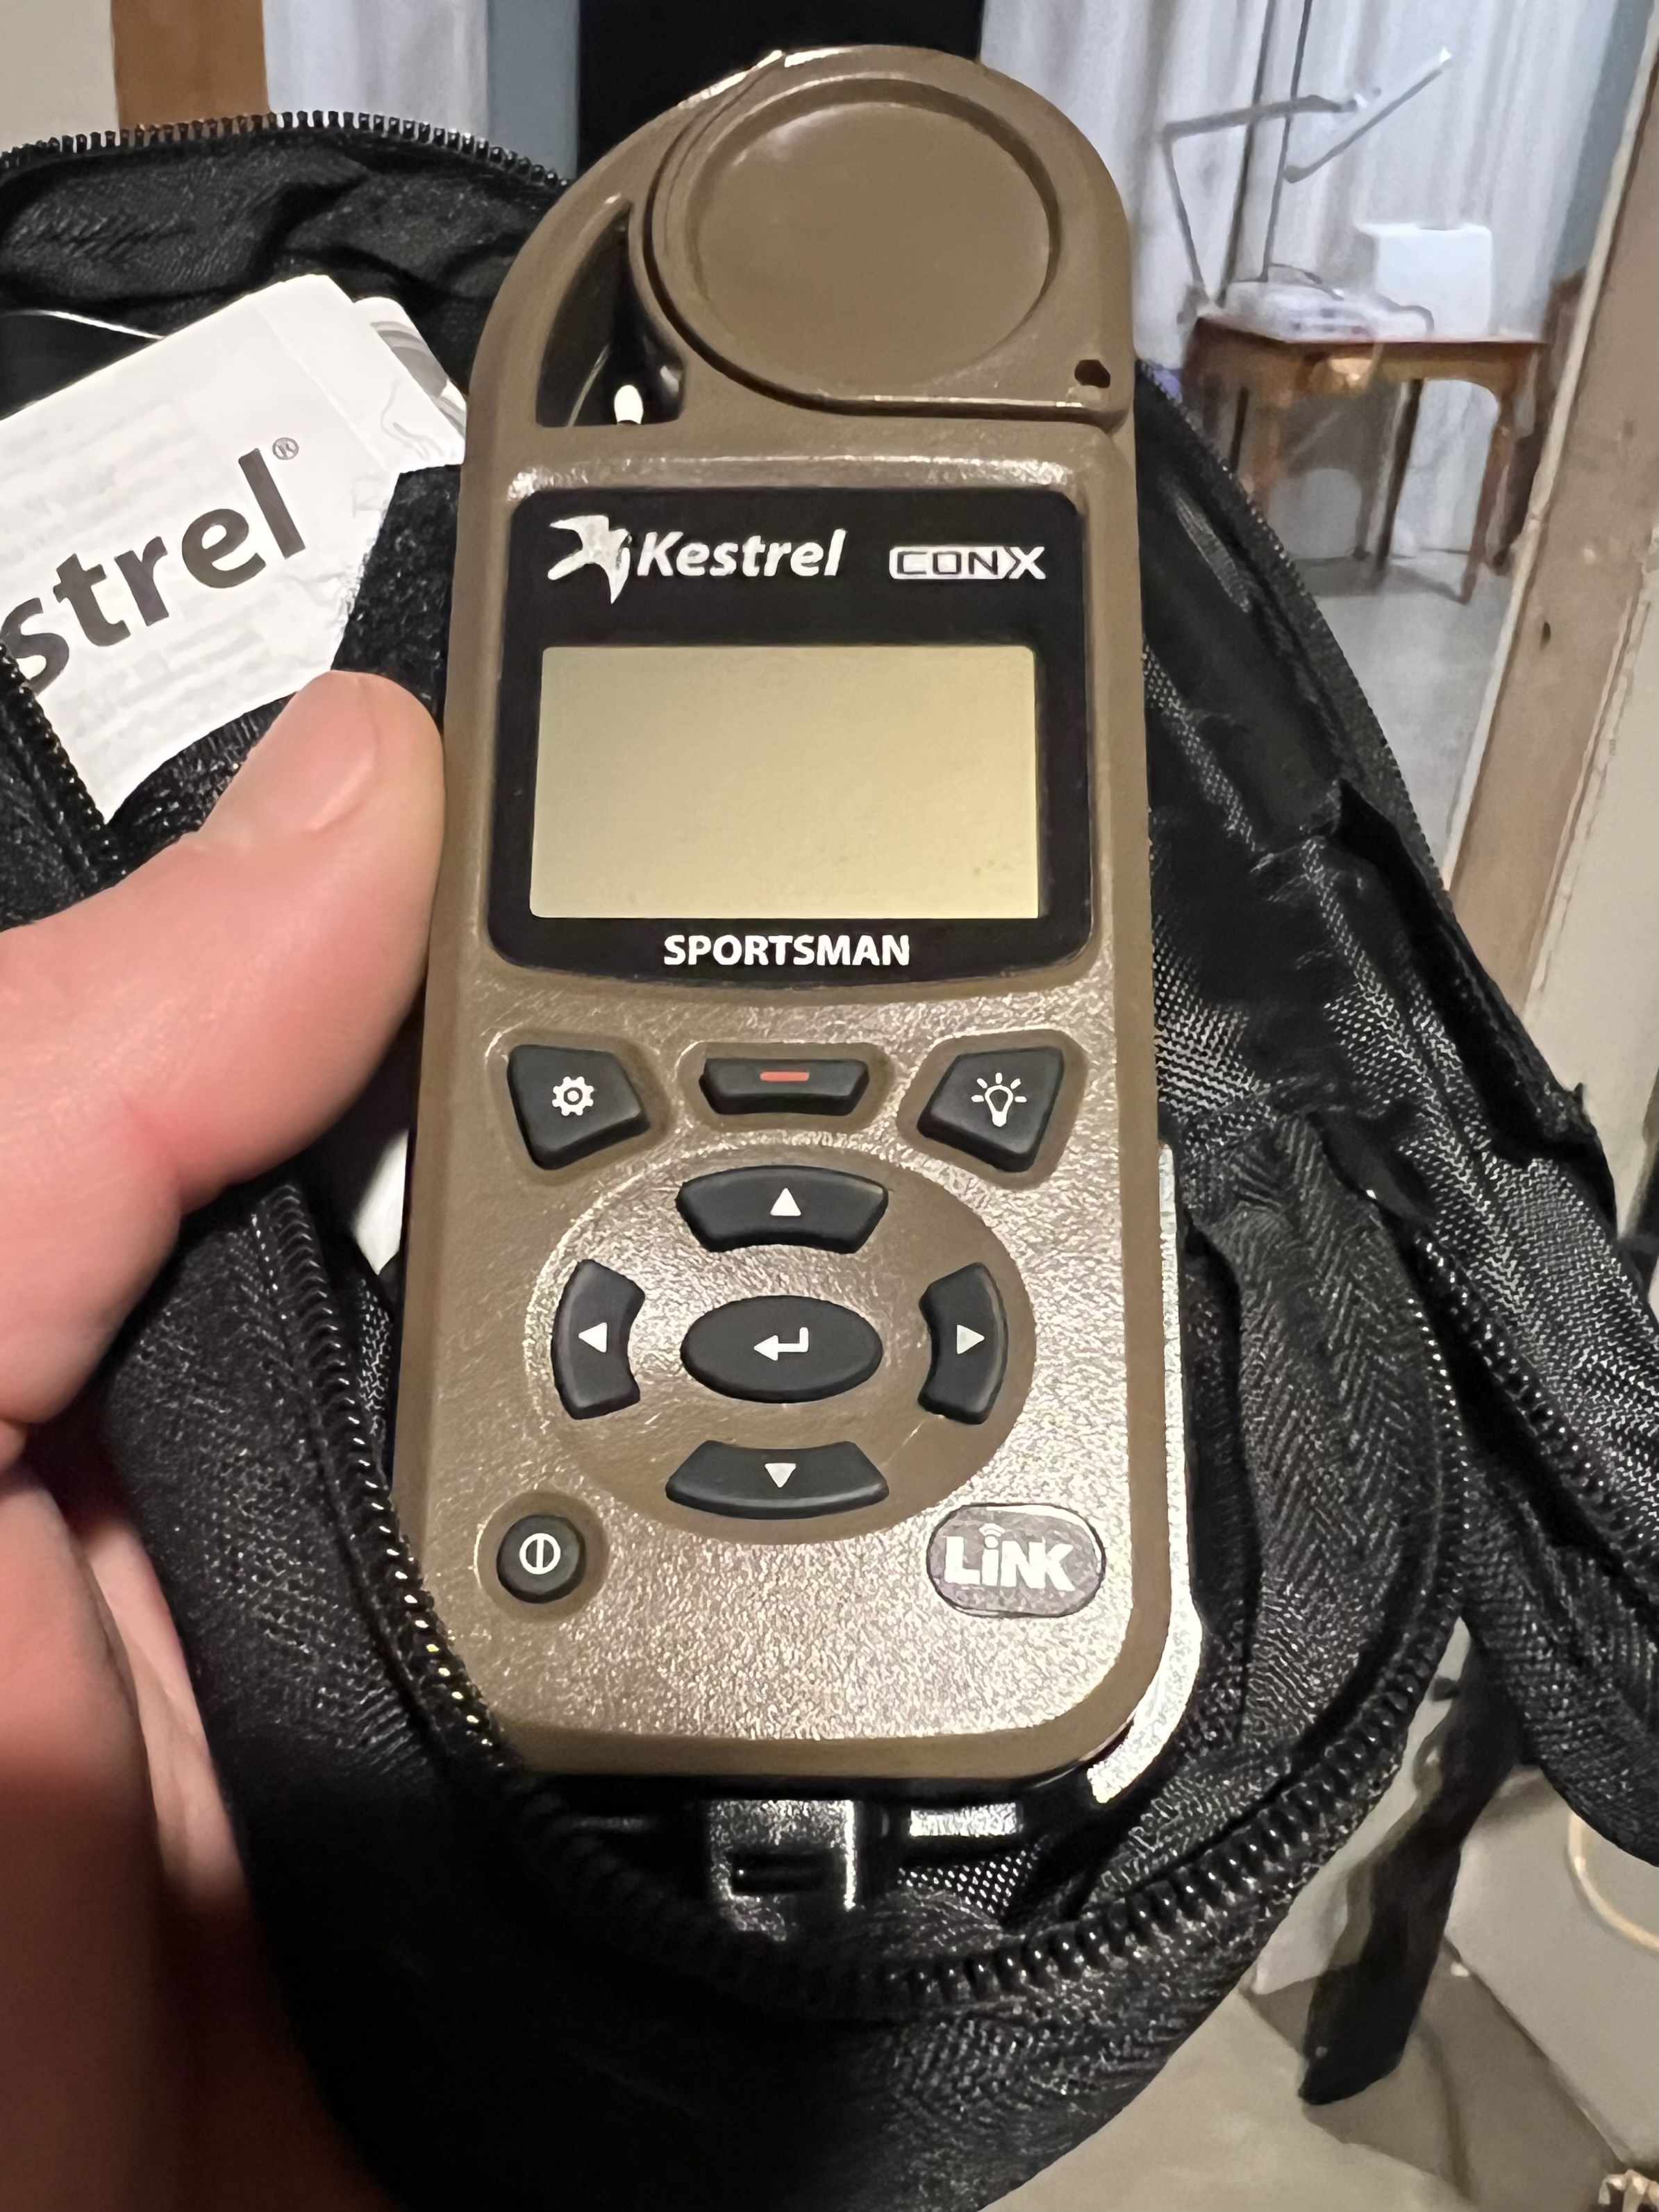 strel®
Kestrel CONX
SPORTSMAN
LiNK